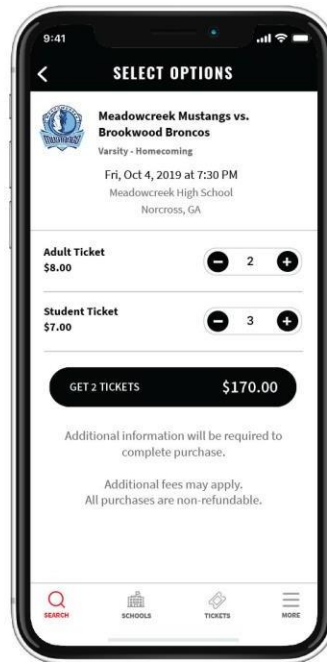 9:41
SELECT OPTIONS
Meadowcreek Mustangs vs.
Brookwood Broncos
Varsity - Homecoming
Fri, Oct 4, 2019 at 7:30 PM
Meadowcreek High School
Norcross, GA
Adult Ticket
$8.00
2
Student Ticket
$7.00
3
GET 2 TICKETS $170.00
Additional information will be required to
complete purchase.
Additional fees may apply.
All purchases are non-refundable.
SEARCH SCHOOLS TICKETS MORE